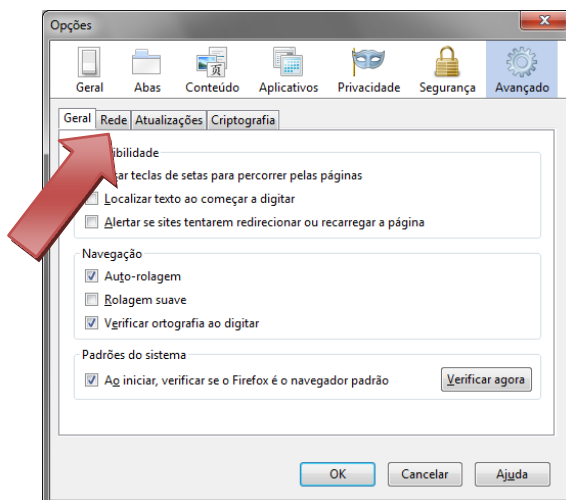 Opções
Geral Abas Conteúdo Aplicativos Privacidade Segurança Avançado
Geral Rede Atualizações Criptografia
teclas de setas para percorrer pelas páginas
Localizar texto ao começar a digitar
Alertar se sites tentarem redirecionar ou recarregar a página
Navegação
Auto-rolagem
Rolagem suave
Verificar ortografia ao digitar
Padrões do sistema
Ao iniciar, verificar se o Firefox é o navegador padrão Verificar agora
OK Cancelar Ajuda